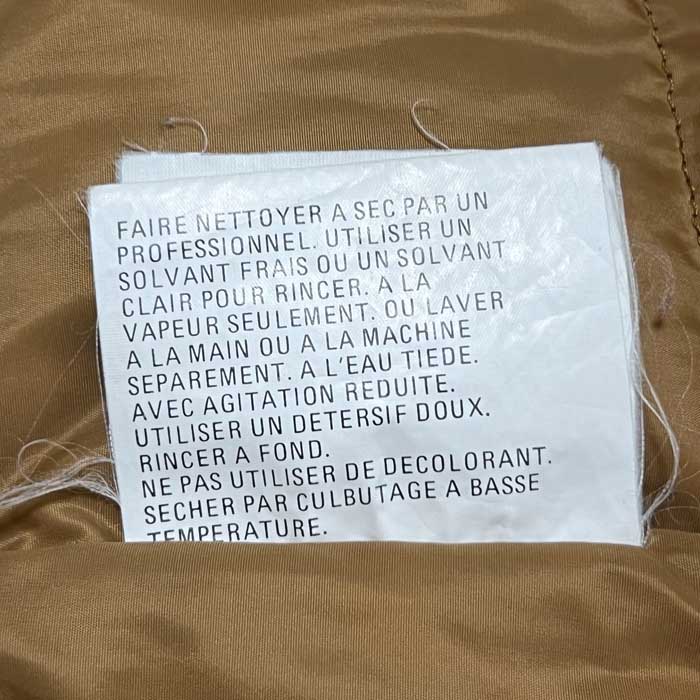 FAIRE NETTOYER A SEC PAR UN
PROFESSIONNEL. UTILISER UN
SOLVANT FRAIS OU UN SOLVANT
CLAIR POUR RINCER. A LA
VAPEUR SEULEMENT. OU LAVER
A LA MAIN OU A LA MACHINE
SEPAREMENT. A L'EAU TIEDE.
AVEC AGITATION REDUITE.
UTILISER UN DETERSIF DOUX.
RINCER A FOND.
NE PAS UTILISER DE DECOLORANT.
SECHER PAR CULBUTAGE A BASSE
TEMPERATURE.